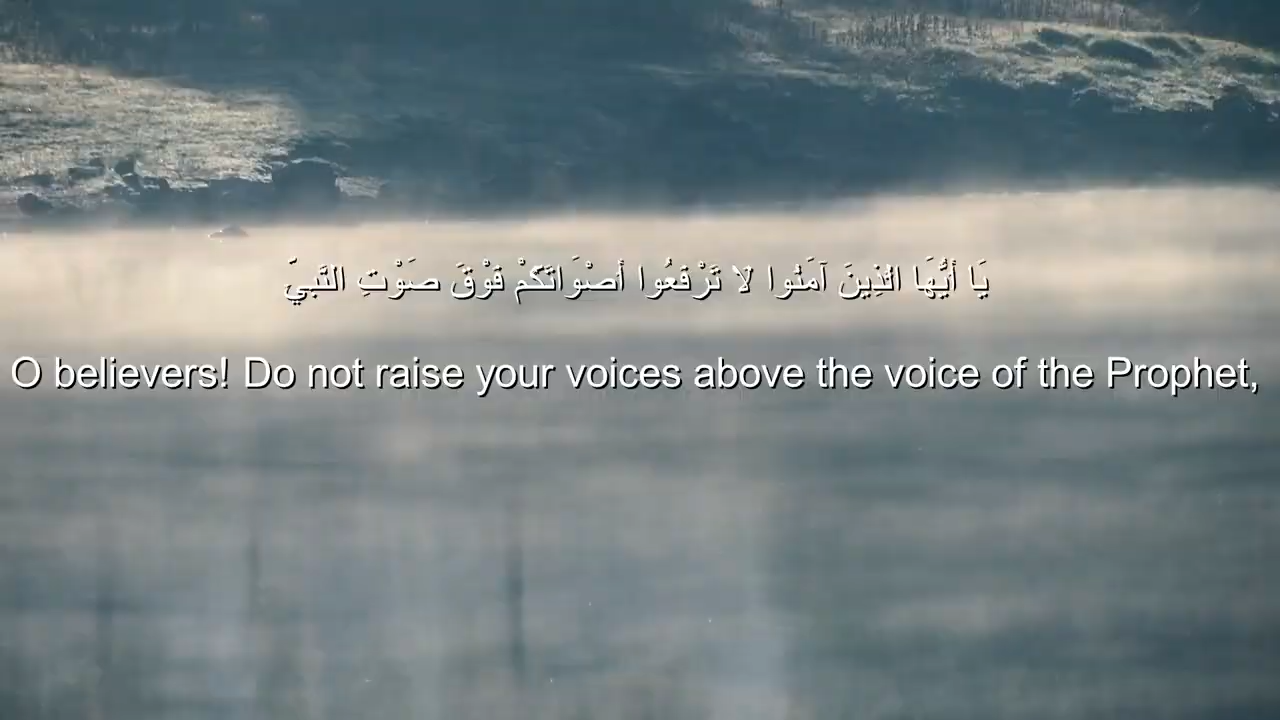 يَا أَيُّهَا الَّذِينَ آمَنُوا لَا تَرْفَعُوا أَصْوَاتَكُمْ فَوْقَ صَوْتِ النَّبِيِّ
O believers! Do not raise your voices above the voice of the Prophet,